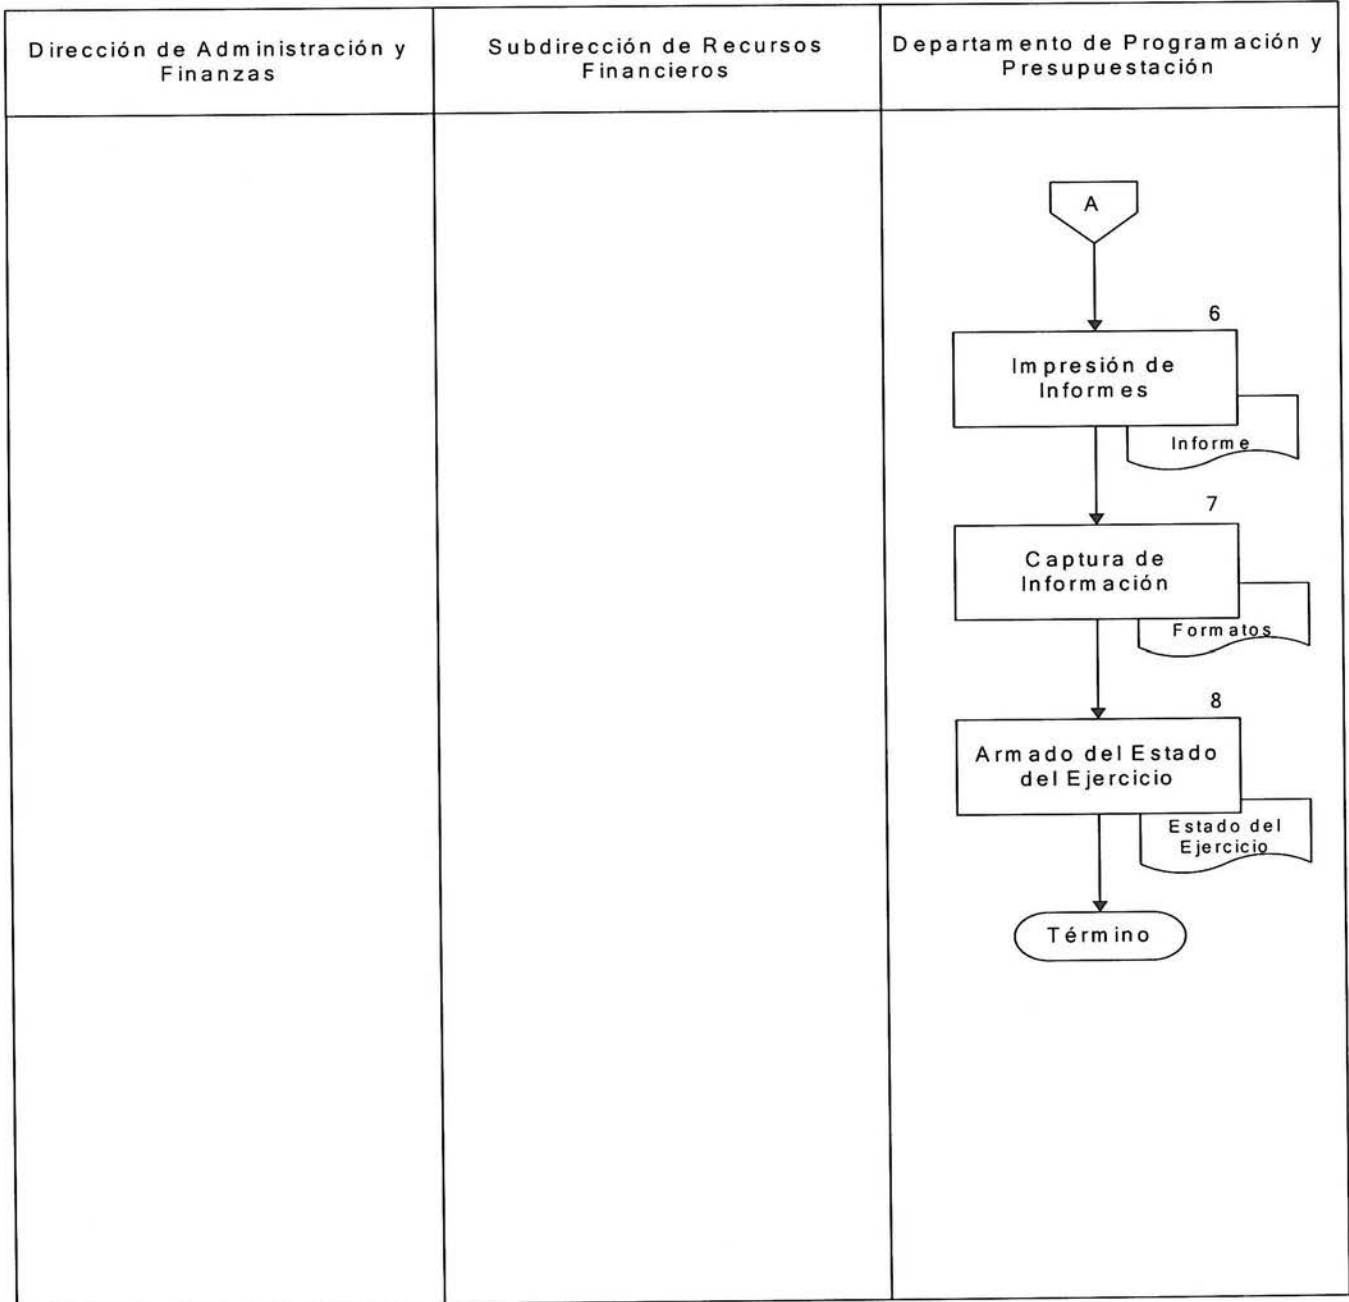 Dirección de Administración y
Finanzas
Subdirección de Recursos
Financieros
Departamento de Programación y
Presupuestación
A
6
Impresión de
Informes
Informe
7
Captura de
Información
Formatos
8
Armado del Estado
del Ejercicio
Estado del
Ejercicio
Término